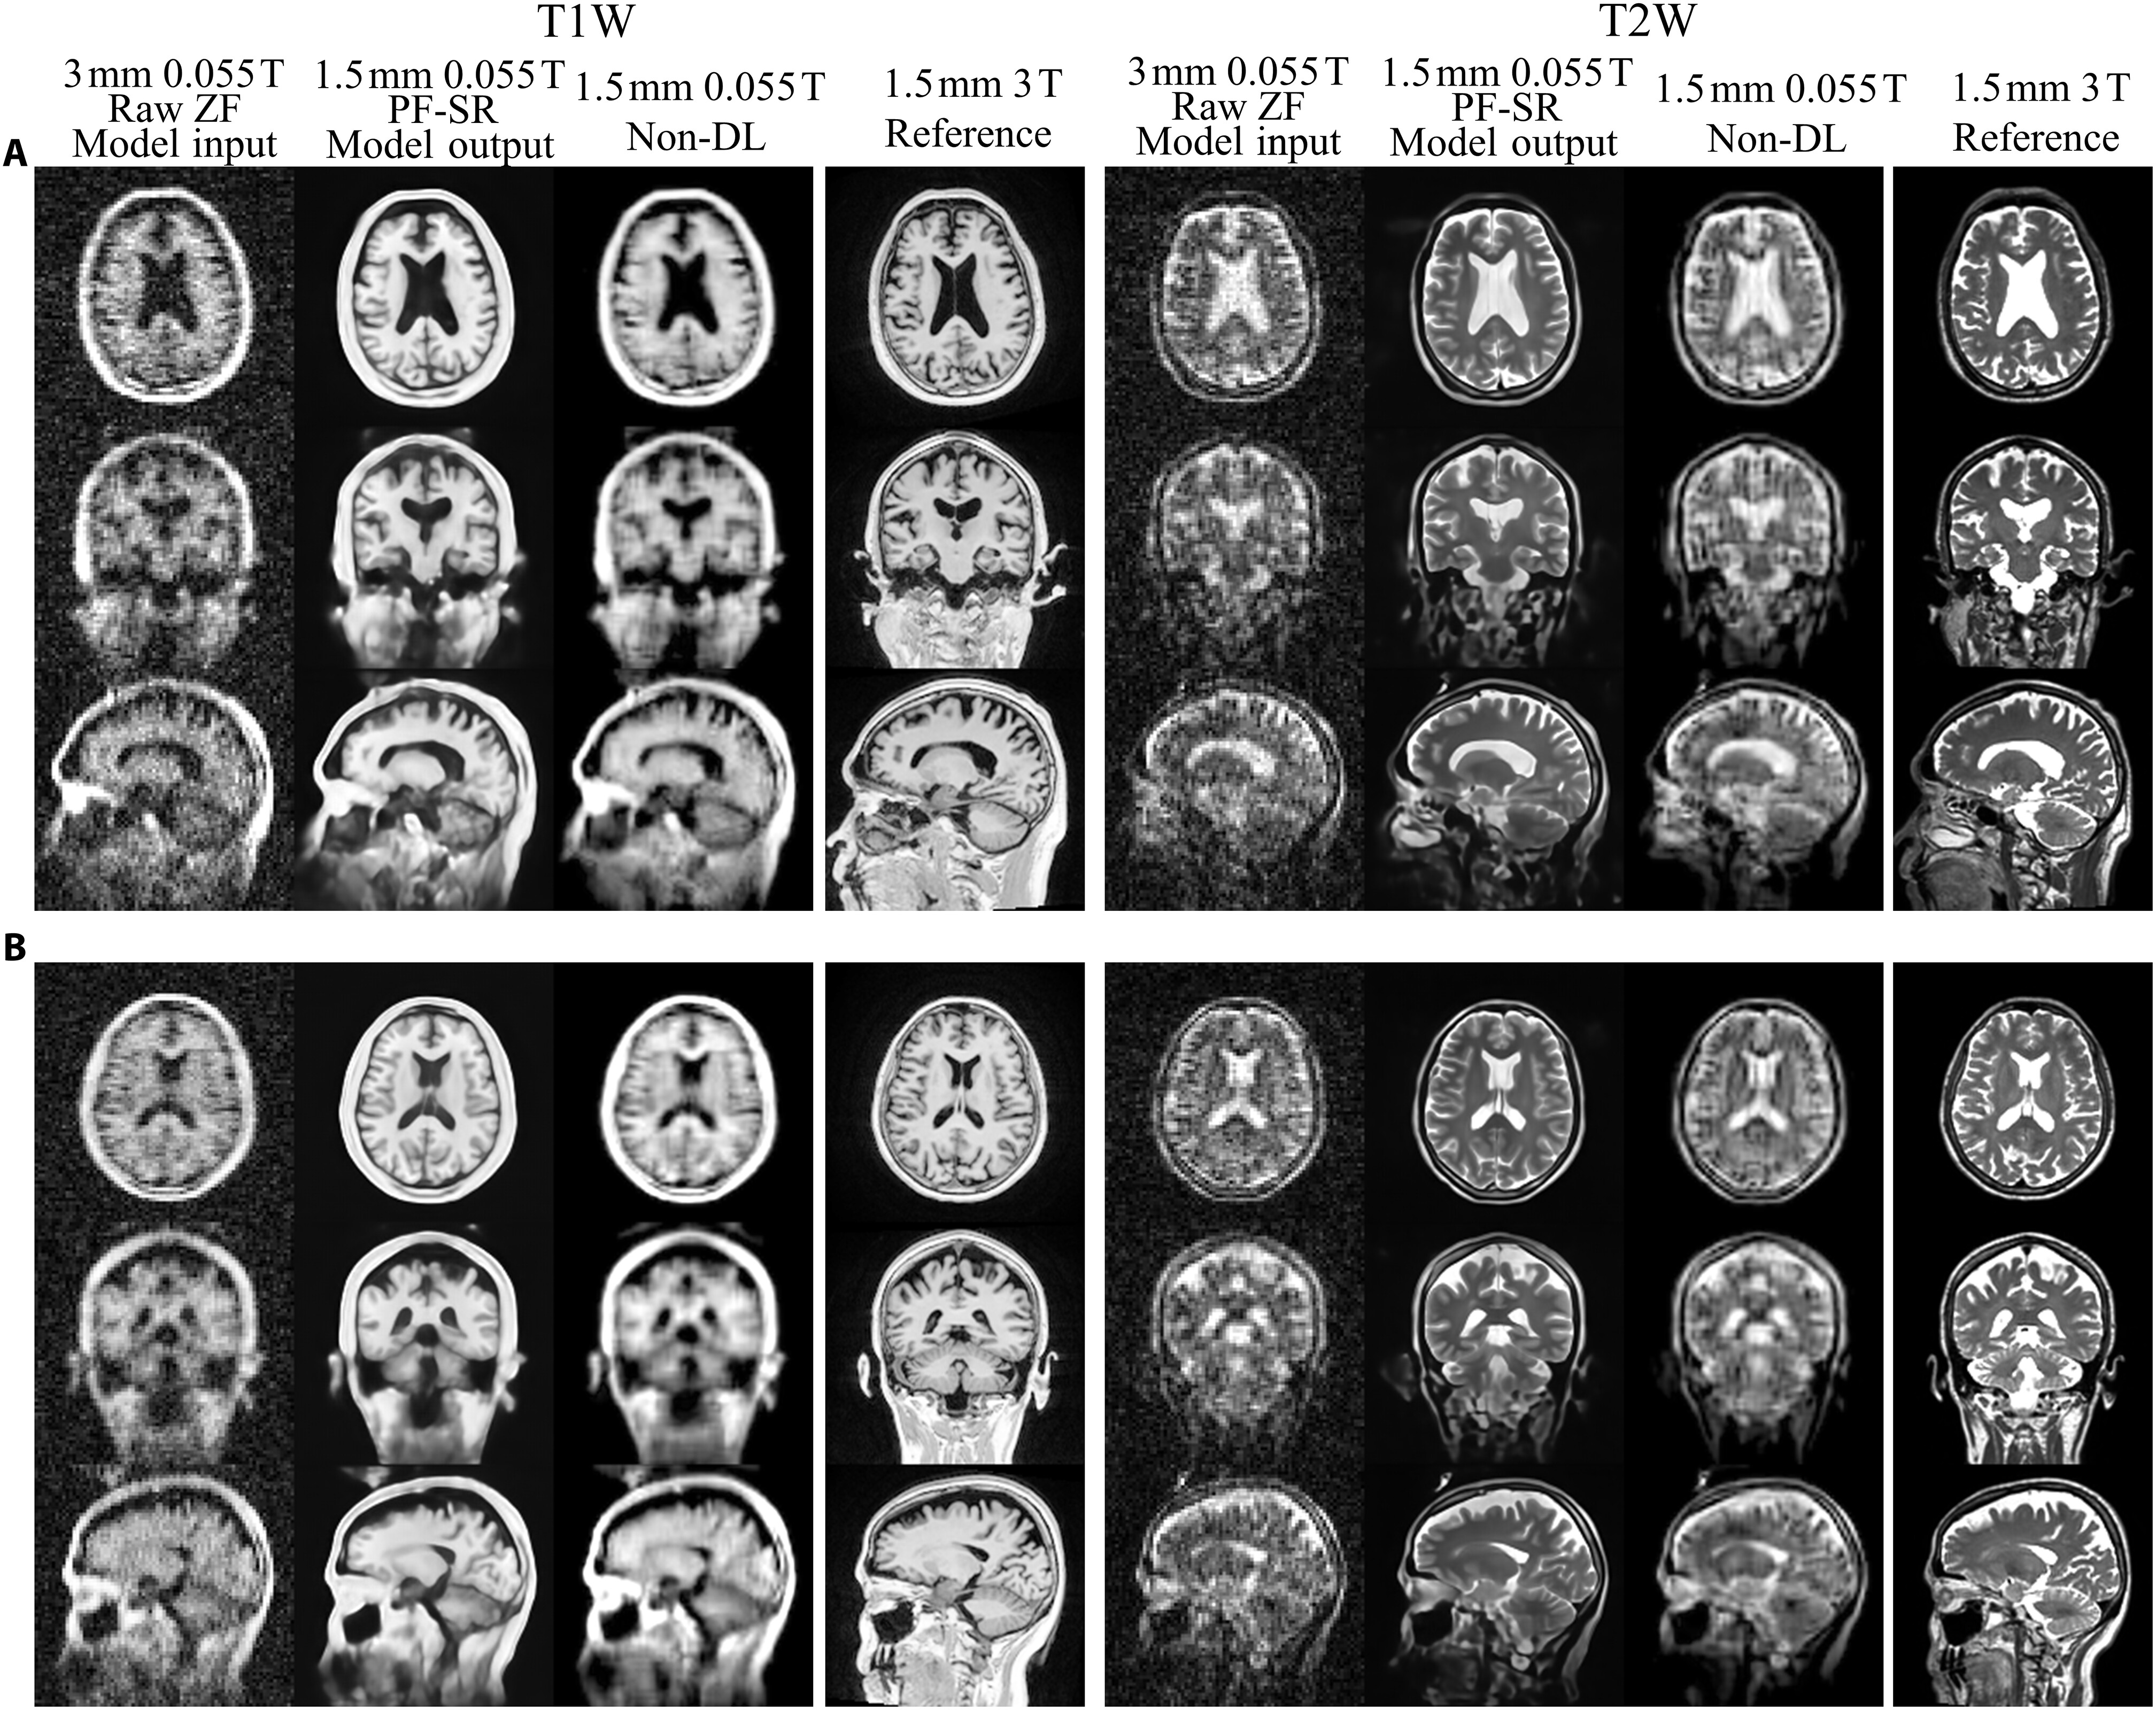 T1W
T2W
3 mm 0.055 T
Raw ZF
Model input
1.5 mm 0.055 T
PF-SR
Model output
1.5 mm 0.055 T
Non-DL
1.5 mm 3 T
Reference
3 mm 0.055 T
Raw ZF
Model input
1.5 mm 0.055 T
PF-SR
Model output
1.5 mm 0.055 T
Non-DL
1.5 mm 3 T
Reference
A
B